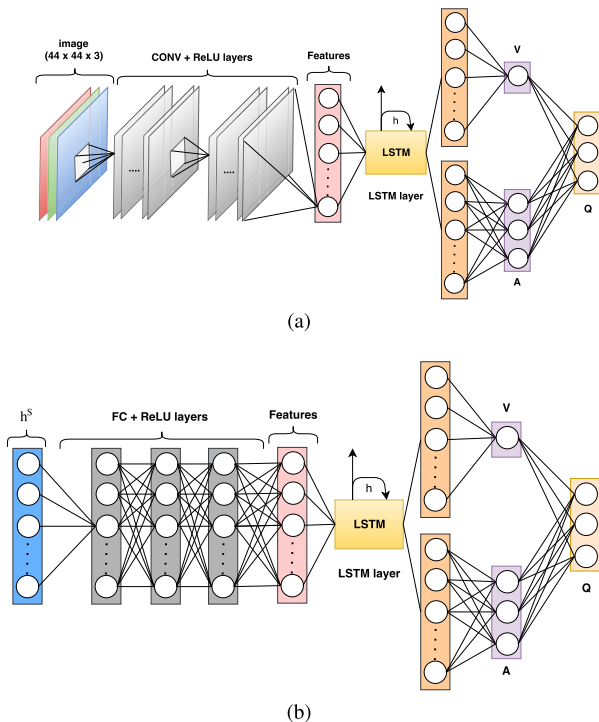 image
(44 x 44 x 3)
CONV + ReLU layers
Features
V
h
LSTM
LSTM layer
Q
A
....
....
(a)
h^S
FC + ReLU layers
Features
V
h
LSTM
LSTM layer
Q
A
(b)